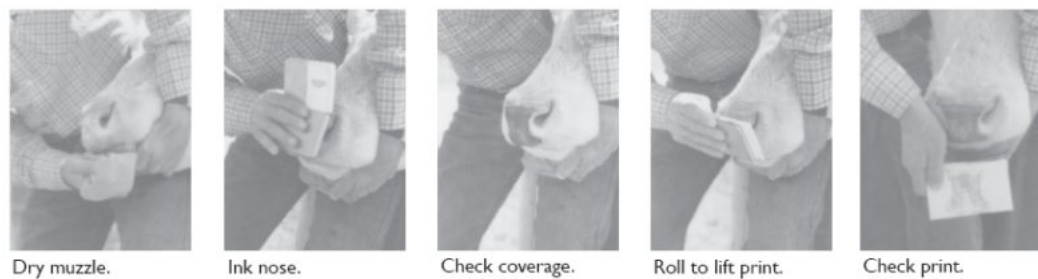 Dry muzzle.
Ink nose.
Check coverage.
Roll to lift print.
Check print.